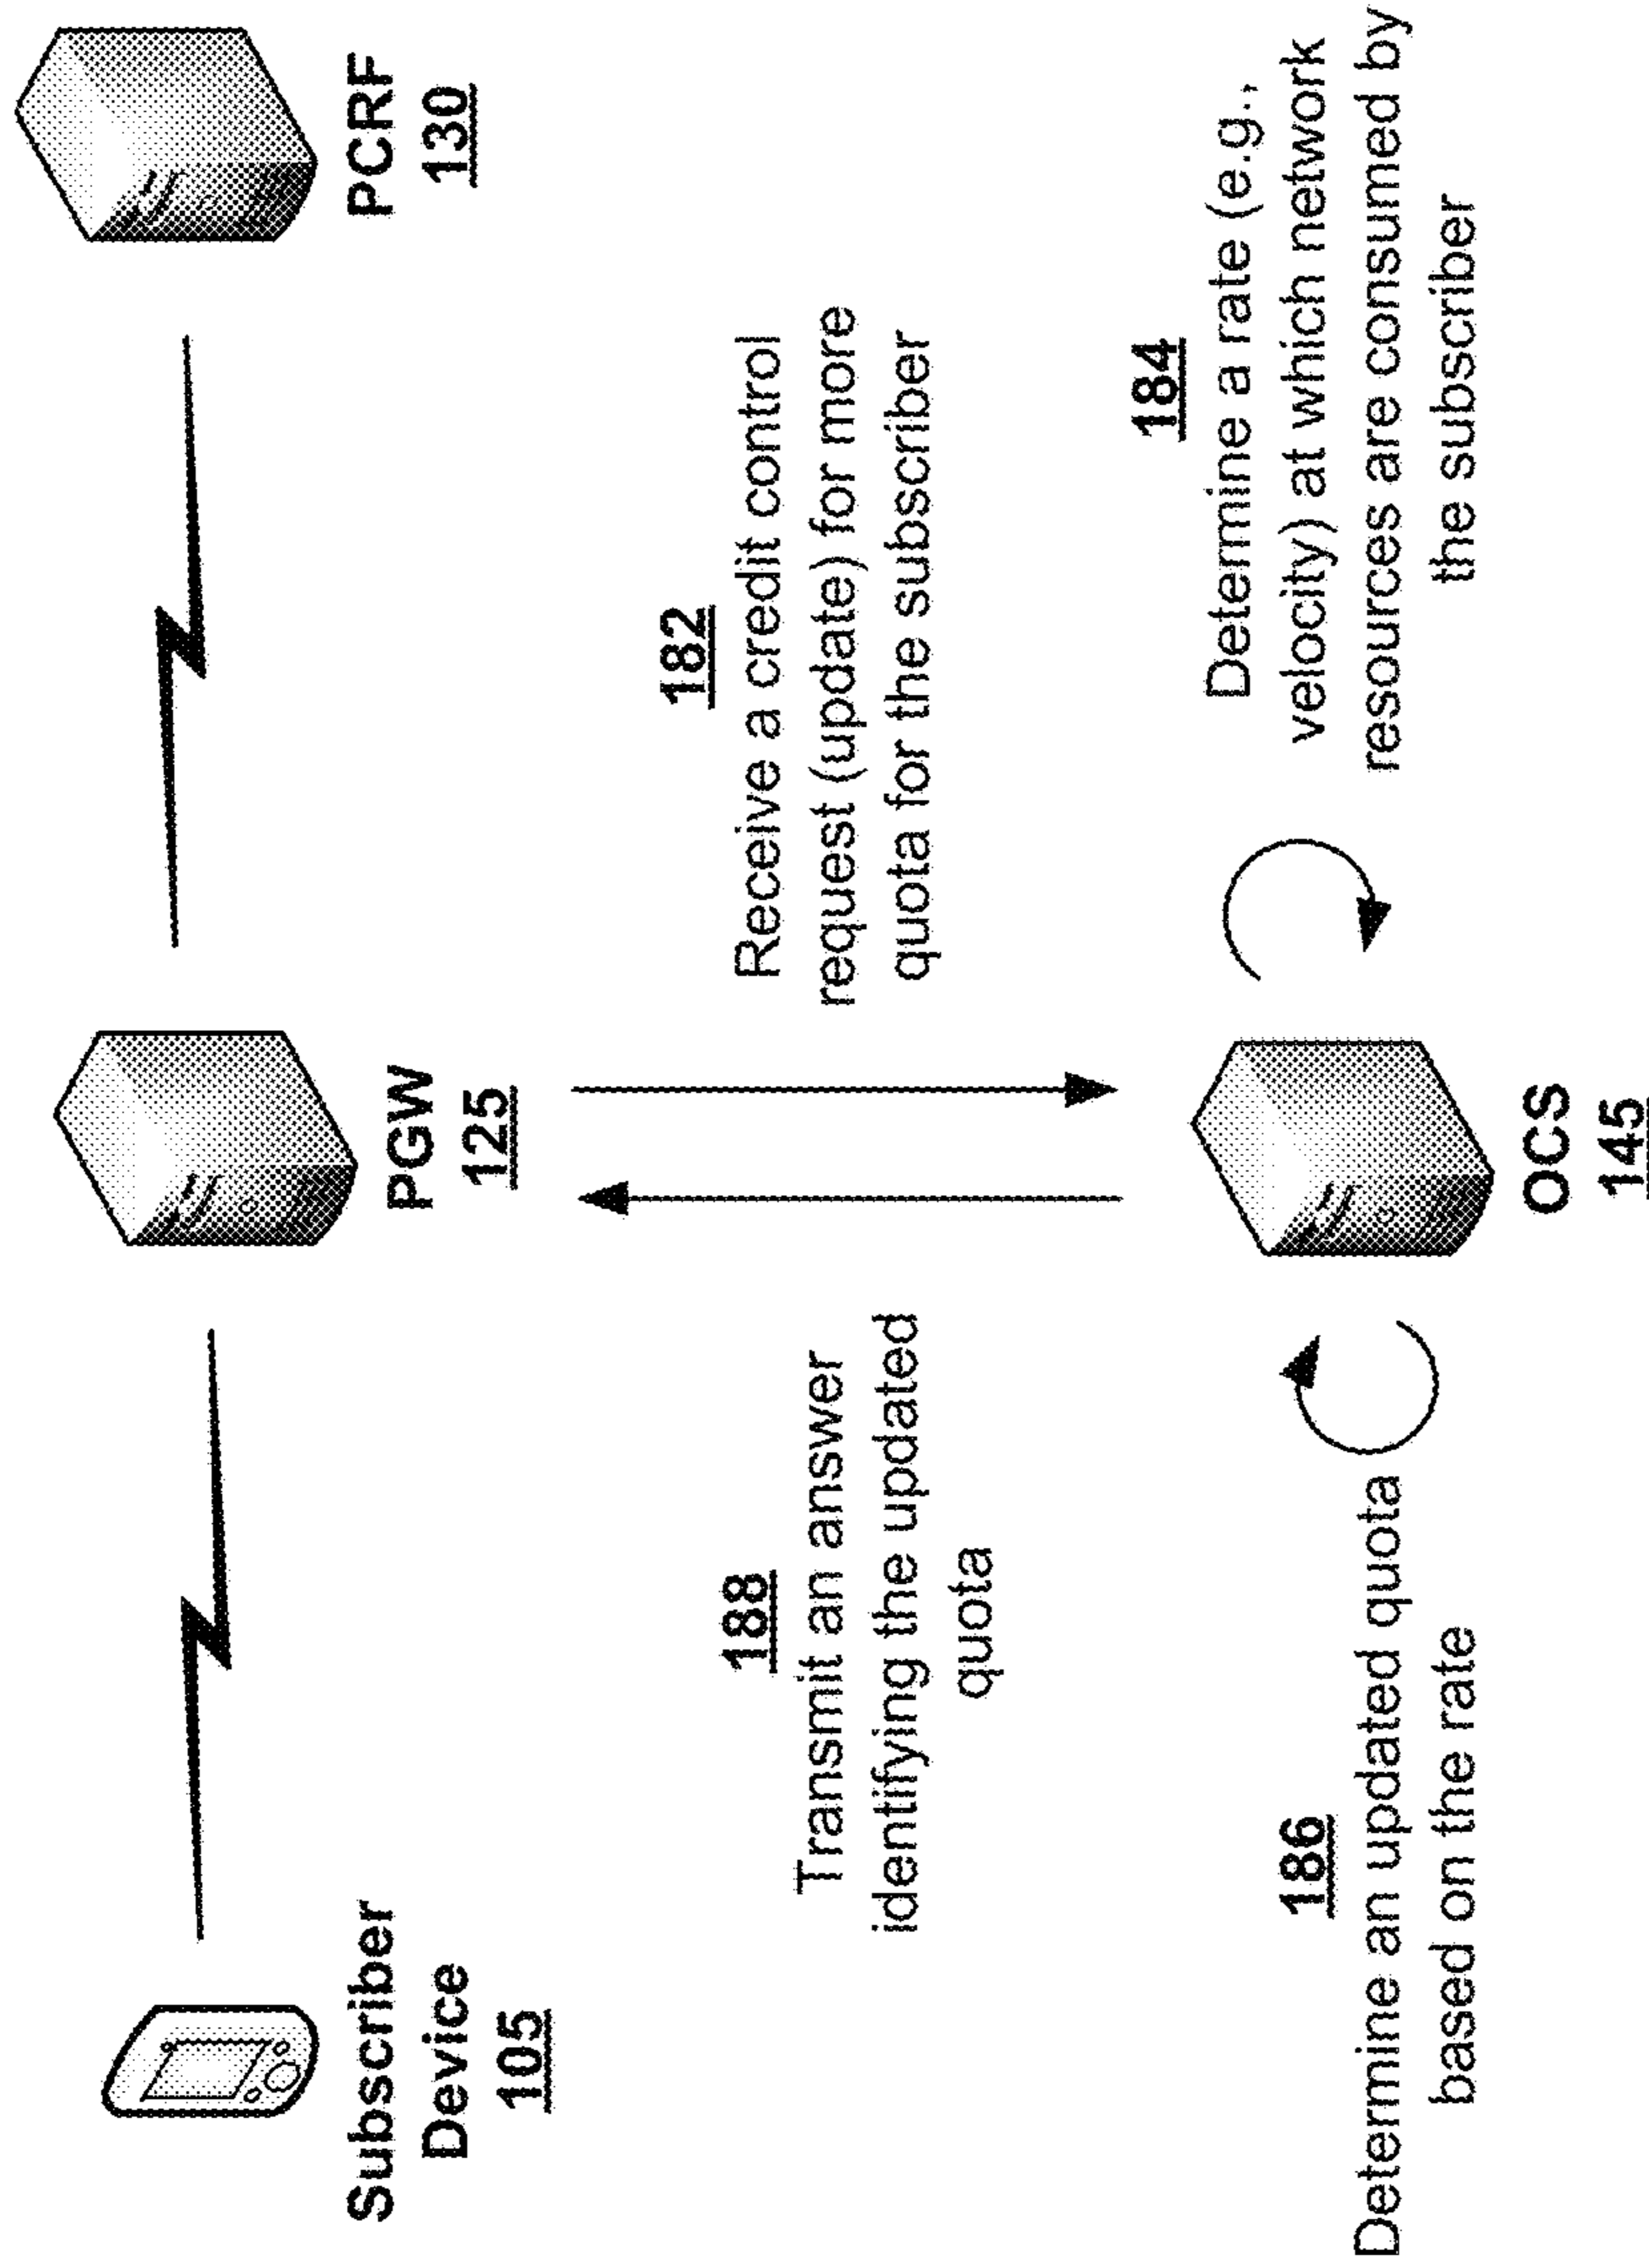 Subscriber
Device
105
PGW
125
PCRF
130
182
Receive a credit control
request (update) for more
quota for the subscriber
188
Transmit an answer
identifying the updated
quota
184
Determine a rate (e.g.,
velocity) at which network
resources are consumed by
the subscriber
186
Determine an updated quota
based on the rate
OCS
145